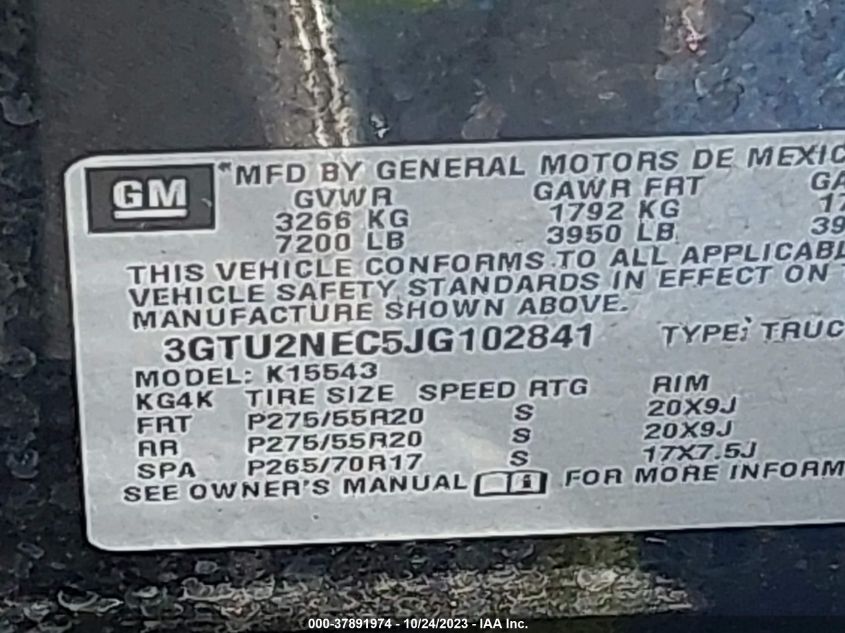 GM
*MFD BY GENERAL MOTORS DE MEXIC
GVWR GAWR FRT GA
3266 KG 1792 KG 17
7200 LB 3950 LB 39
THIS VEHICLE CONFORMS TO ALL APPLICABL
VEHICLE SAFETY STANDARDS IN EFFECT ON
MANUFACTURE SHOWN ABOVE.
3GTU2NEC5JG102841 TYPE: TRUC
MODEL: K15543
KG4K TIRE SIZE SPEED RTG RIM
FRT P275/55R20 S 20X9J
RR P275/55R20 S 20X9J
SPA P265/70R17 S 17X7.5J
SEE OWNER'S MANUAL i FOR MORE INFORM
000-37891974 - 10/24/2023 - IAA Inc.